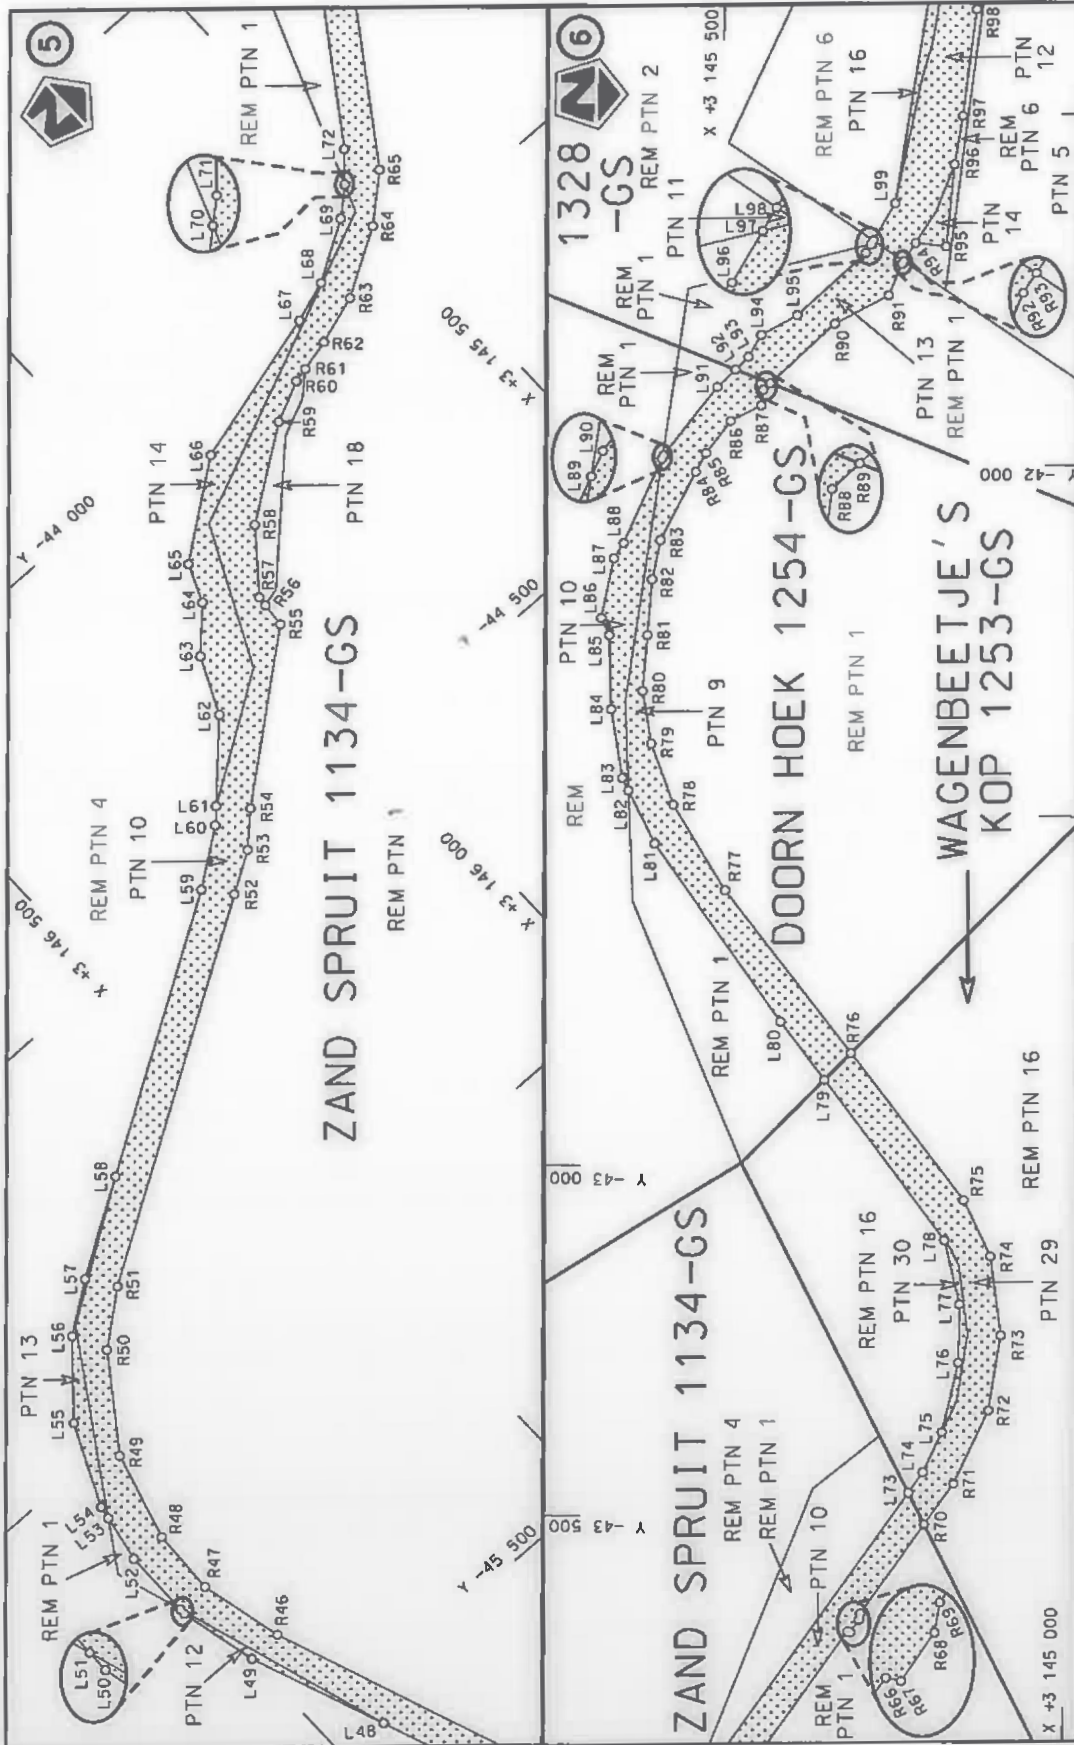 5
N
REM PTN 1
L72
L71
L70
L69
R65
R64
L68
L67
R63
R62
R61
R60
R59
X +3 145 500
L66
PTN 14
PTN 18
Y -44 000
R58
L65
L64
R57
R56
R55
L63
-44 500
L62
ZAND SPRUIT 1134-GS
REM PTN 4
PTN 10
L61
L60
R54
R53
L59
R52
REM PTN 1
X +3 146 000
X +3 146 500
L58
L57
R51
L56
R50
PTN 13
L55
R49
L54
L53
L52
R48
REM PTN 1
R47
Y -45 500
L51
L50
R46
PTN 12
L49
L48
6
N
1328
-GS
REM PTN 2
PTN 11
REM
PTN 1
X +3 145 500
REM PTN 6
PTN 16
R98
PTN
12
R97
REM
PTN 6
R96
PTN 5
L99
PTN
14
R95
R94
L98
L97
L96
L95
R93
R92
R91
L94
L93
L92
R90
PTN 13
REM PTN 1
REM
PTN 1
L91
R87
R86
R85
R84
L90
L89
R88
R89
Y -42 000
L88
L87
L86
L85
R83
R82
R81
PTN 10
L84
R80
R79
PTN 9
DOORN HOEK 1254-GS
REM PTN 1
WAGENBEETJE'S
KOP 1253-GS
REM
L83
L82
R78
L81
R77
REM PTN 1
L80
R76
L79
Y -43 000
R75
REM PTN 16
L78
R74
REM PTN 16
PTN 30
PTN 29
L77
R73
L76
R72
L75
L74
R71
L73
R70
ZAND SPRUIT 1134-GS
REM PTN 4
REM PTN 1
Y -43 500
PTN 10
REM
PTN 1
R66
R67
R68
R69
X +3 145 000